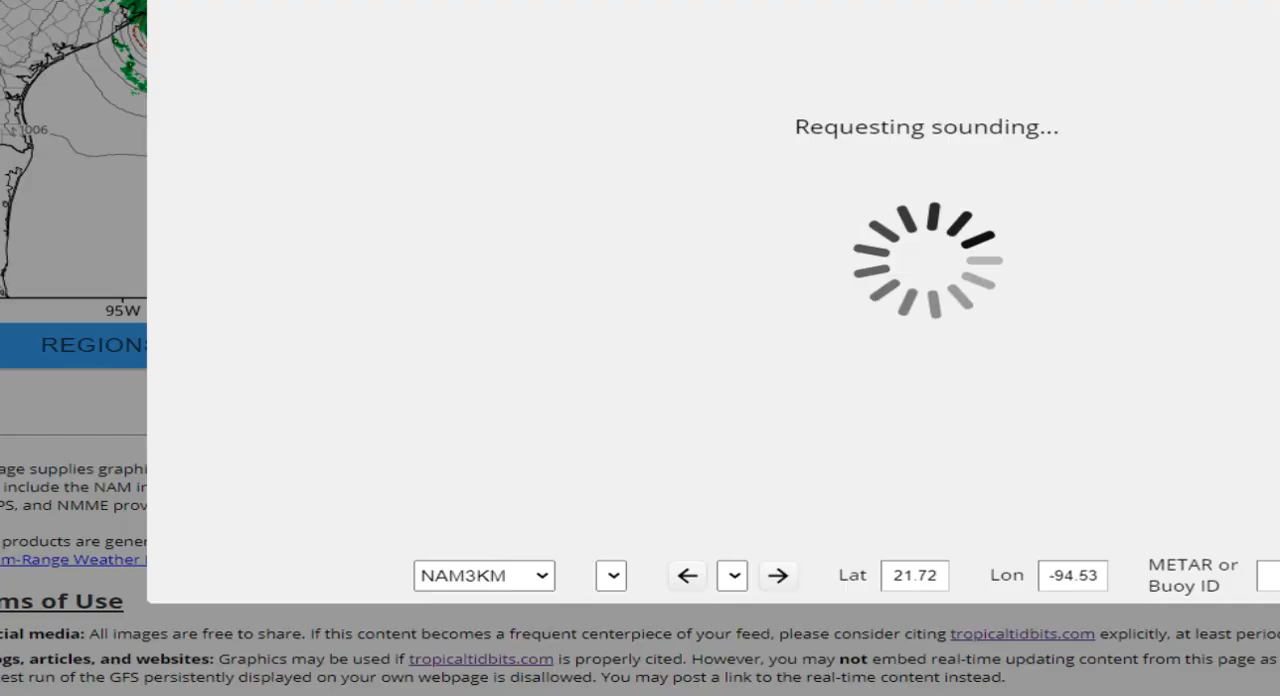 Requesting sounding...
1006
95W
REGIONS
age supplies graphi
include the NAM in
PS, and NMME prov
products are gener
m-Range Weather
NAM3KM
Lat 21.72 Lon -94.53 METAR or
Buoy ID
ms of Use
cial media: All images are free to share. If this content becomes a frequent centerpiece of your feed, please consider citing tropicaltidbits.com explicitly, at least period
gs, articles, and websites: Graphics may be used if tropicaltidbits.com is properly cited. However, you may not embed real-time updating content from this page as
est run of the GFS persistently displayed on your own webpage is disallowed. You may post a link to the real-time content instead.